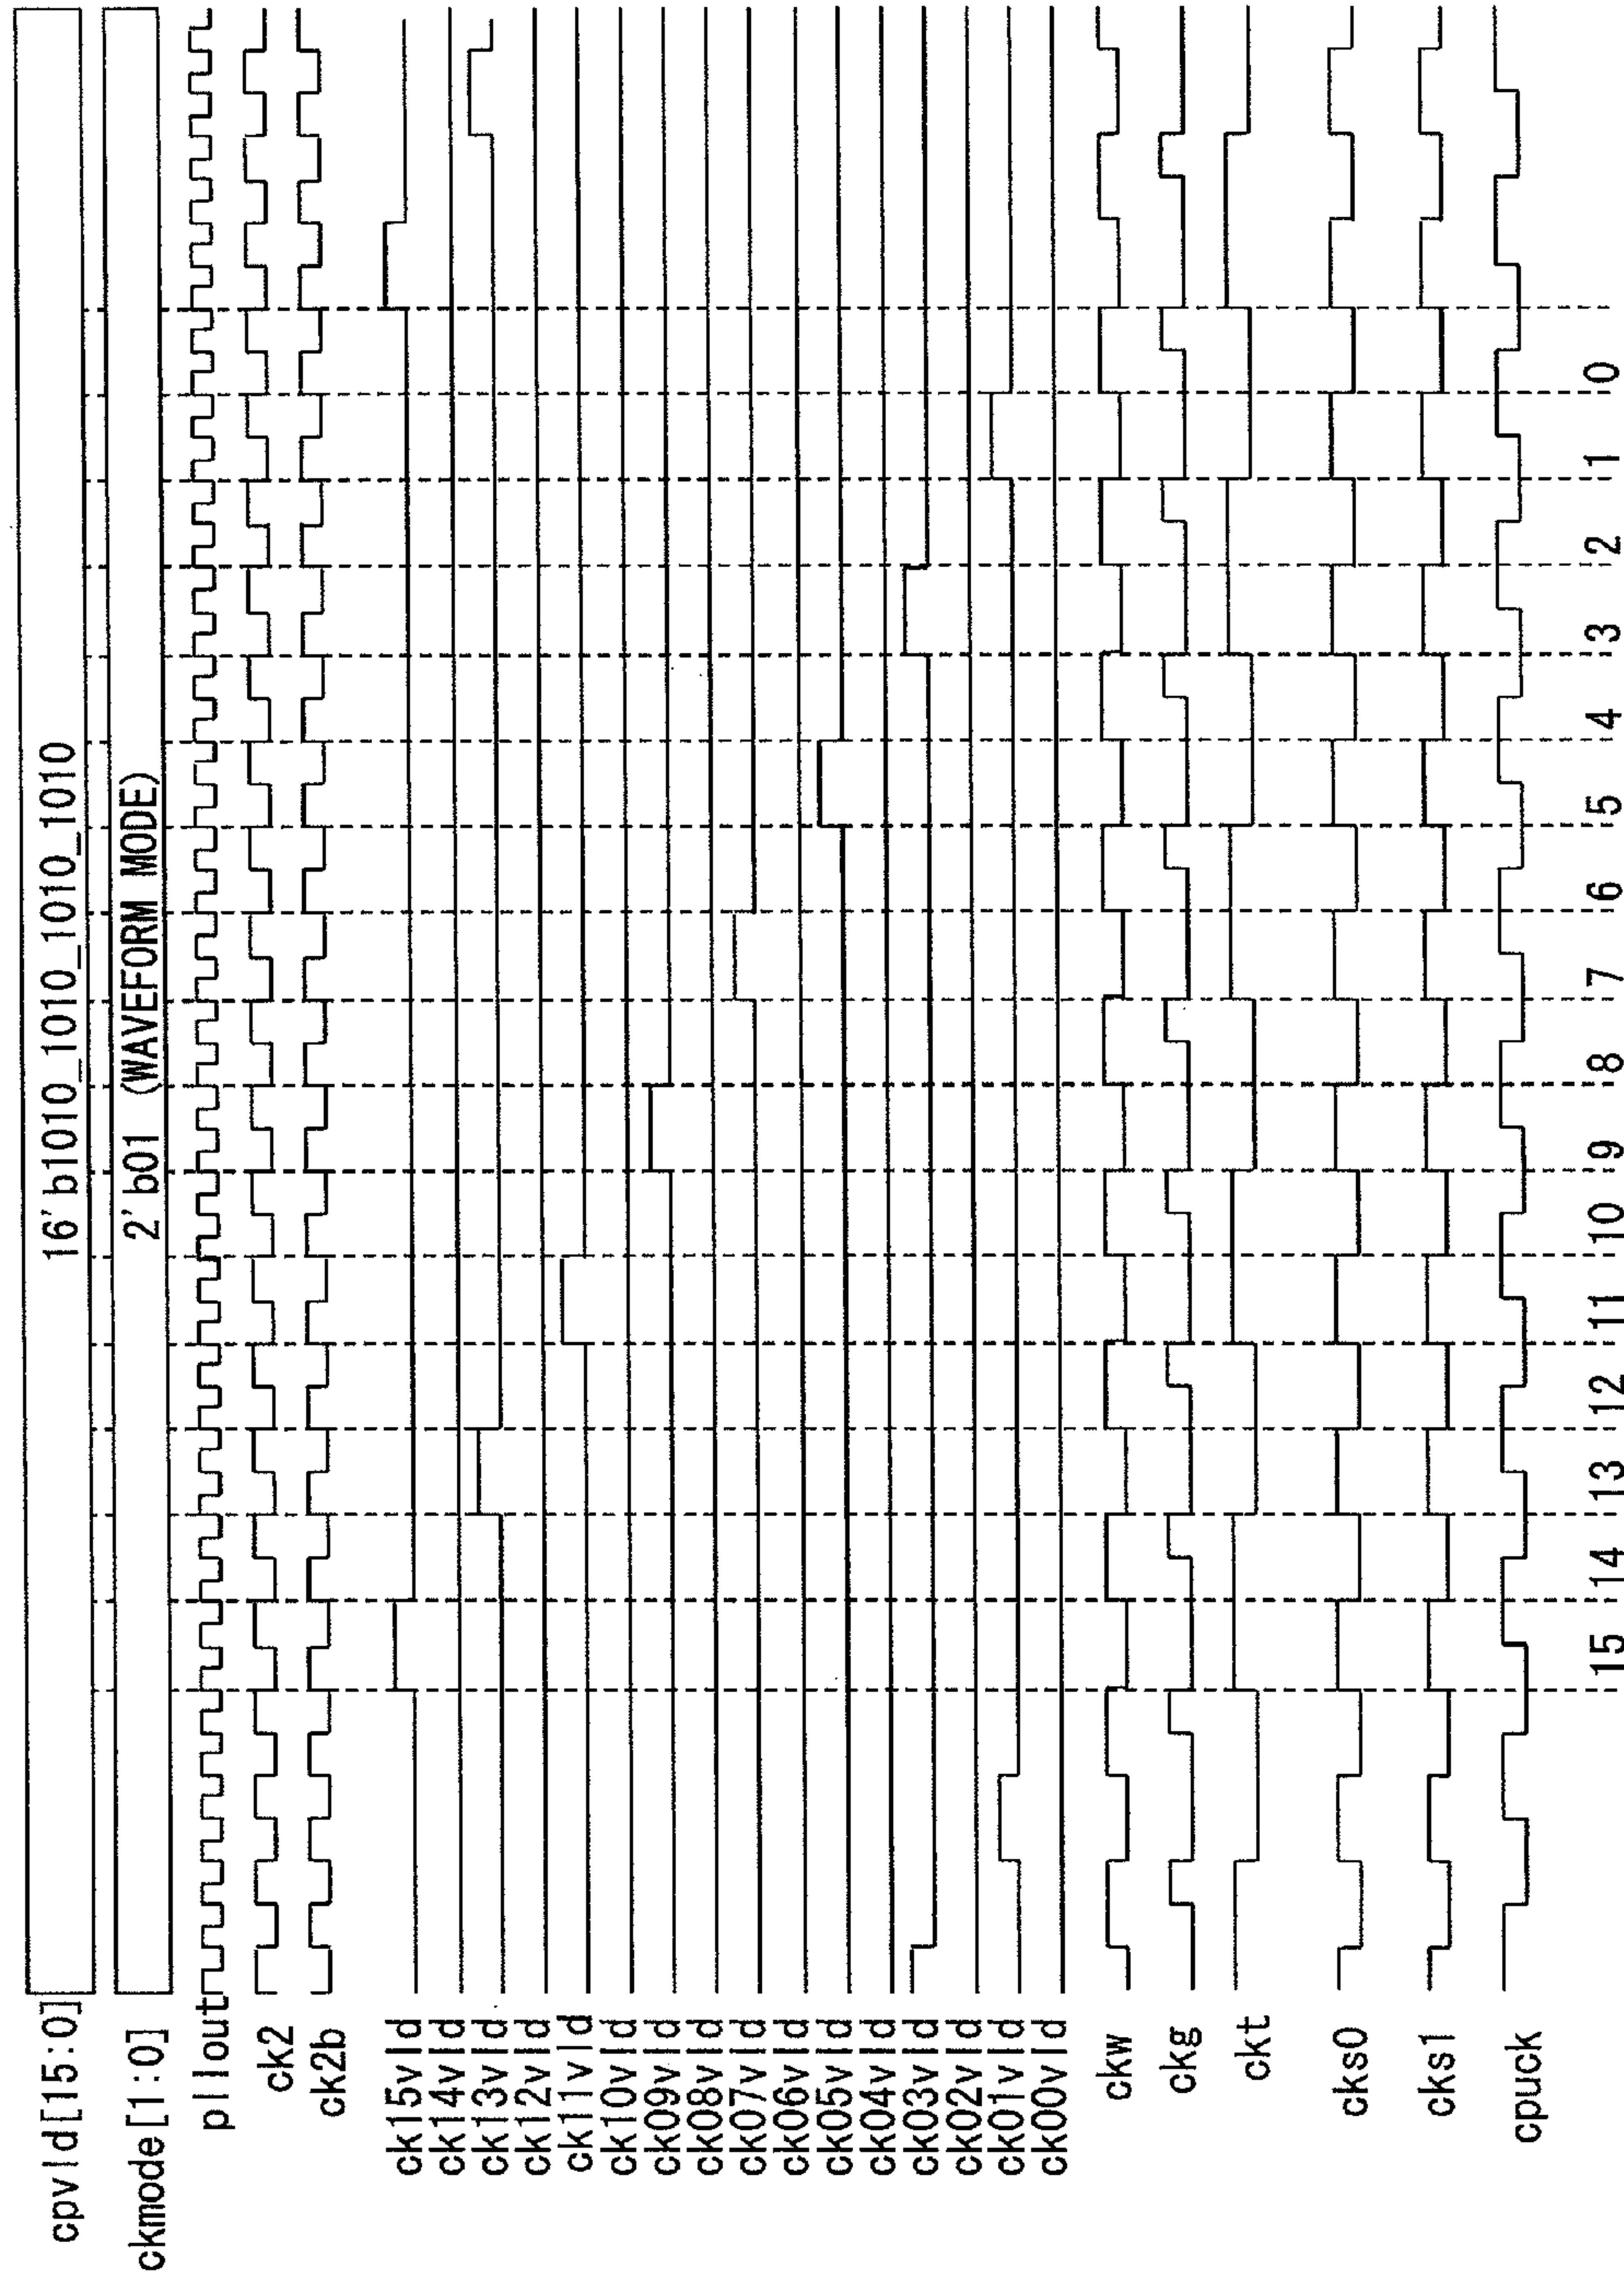 cpvld[15:0]
16'b1010_1010_1010_1010
ckmode[1:0]
2'b01 (WAVEFORM MODE)
pllout
ck2
ck2b
ck15vld
ck14vld
ck13vld
ck12vld
ck11vld
ck10vld
ck09vld
ck08vld
ck07vld
ck06vld
ck05vld
ck04vld
ck03vld
ck02vld
ck01vld
ck00vld
ckw
ckg
ckt
cks0
cks1
cpuck
15 14 13 12 11 10 9 8 7 6 5 4 3 2 1 0